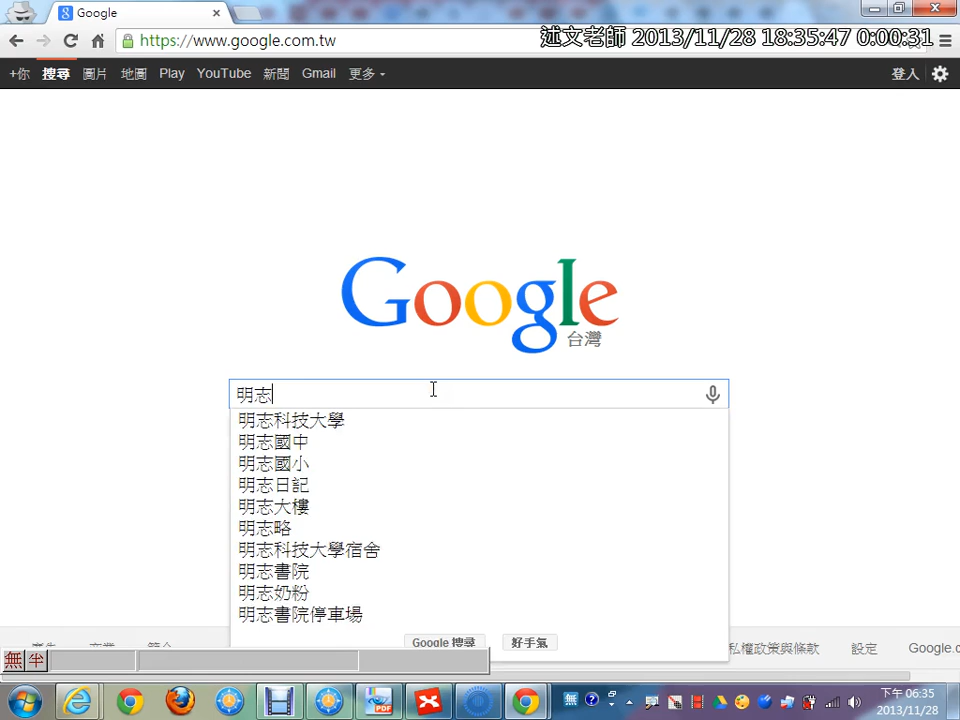 Google
https://www.google.com.tw
述文老師 2013/11/28 18:35:47 0:00:31
+你 搜尋 圖片 地圖 Play YouTube 新聞 Gmail 更多 登入
Google
台灣
明志
明志科技大學
明志國中
明志國小
明志日記
明志大樓
明志略
明志科技大學宿舍
明志書院
明志奶粉
明志書院停車場
Google 搜尋 好手氣
私權政策與條款 設定 Google.c
無 半
PDF
無
下午 06:35
2013/11/28